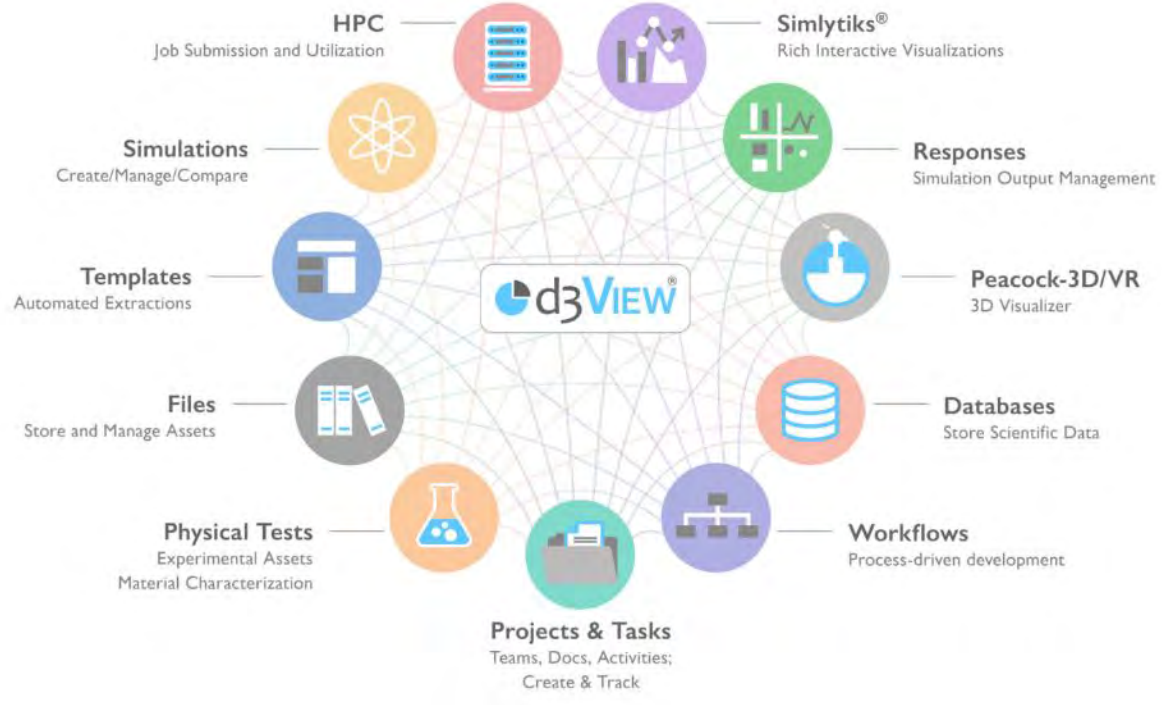 HPC
Job Submission and Utilization
Simlytiks®
Rich Interactive Visualizations
Simulations
Create/Manage/Compare
Responses
Simulation Output Management
Templates
Automated Extractions
d3VIEW®
Peacock-3D/VR
3D Visualizer
Files
Store and Manage Assets
Databases
Store Scientific Data
Physical Tests
Experimental Assets
Material Characterization
Workflows
Process-driven development
Projects & Tasks
Teams, Docs, Activities;
Create & Track